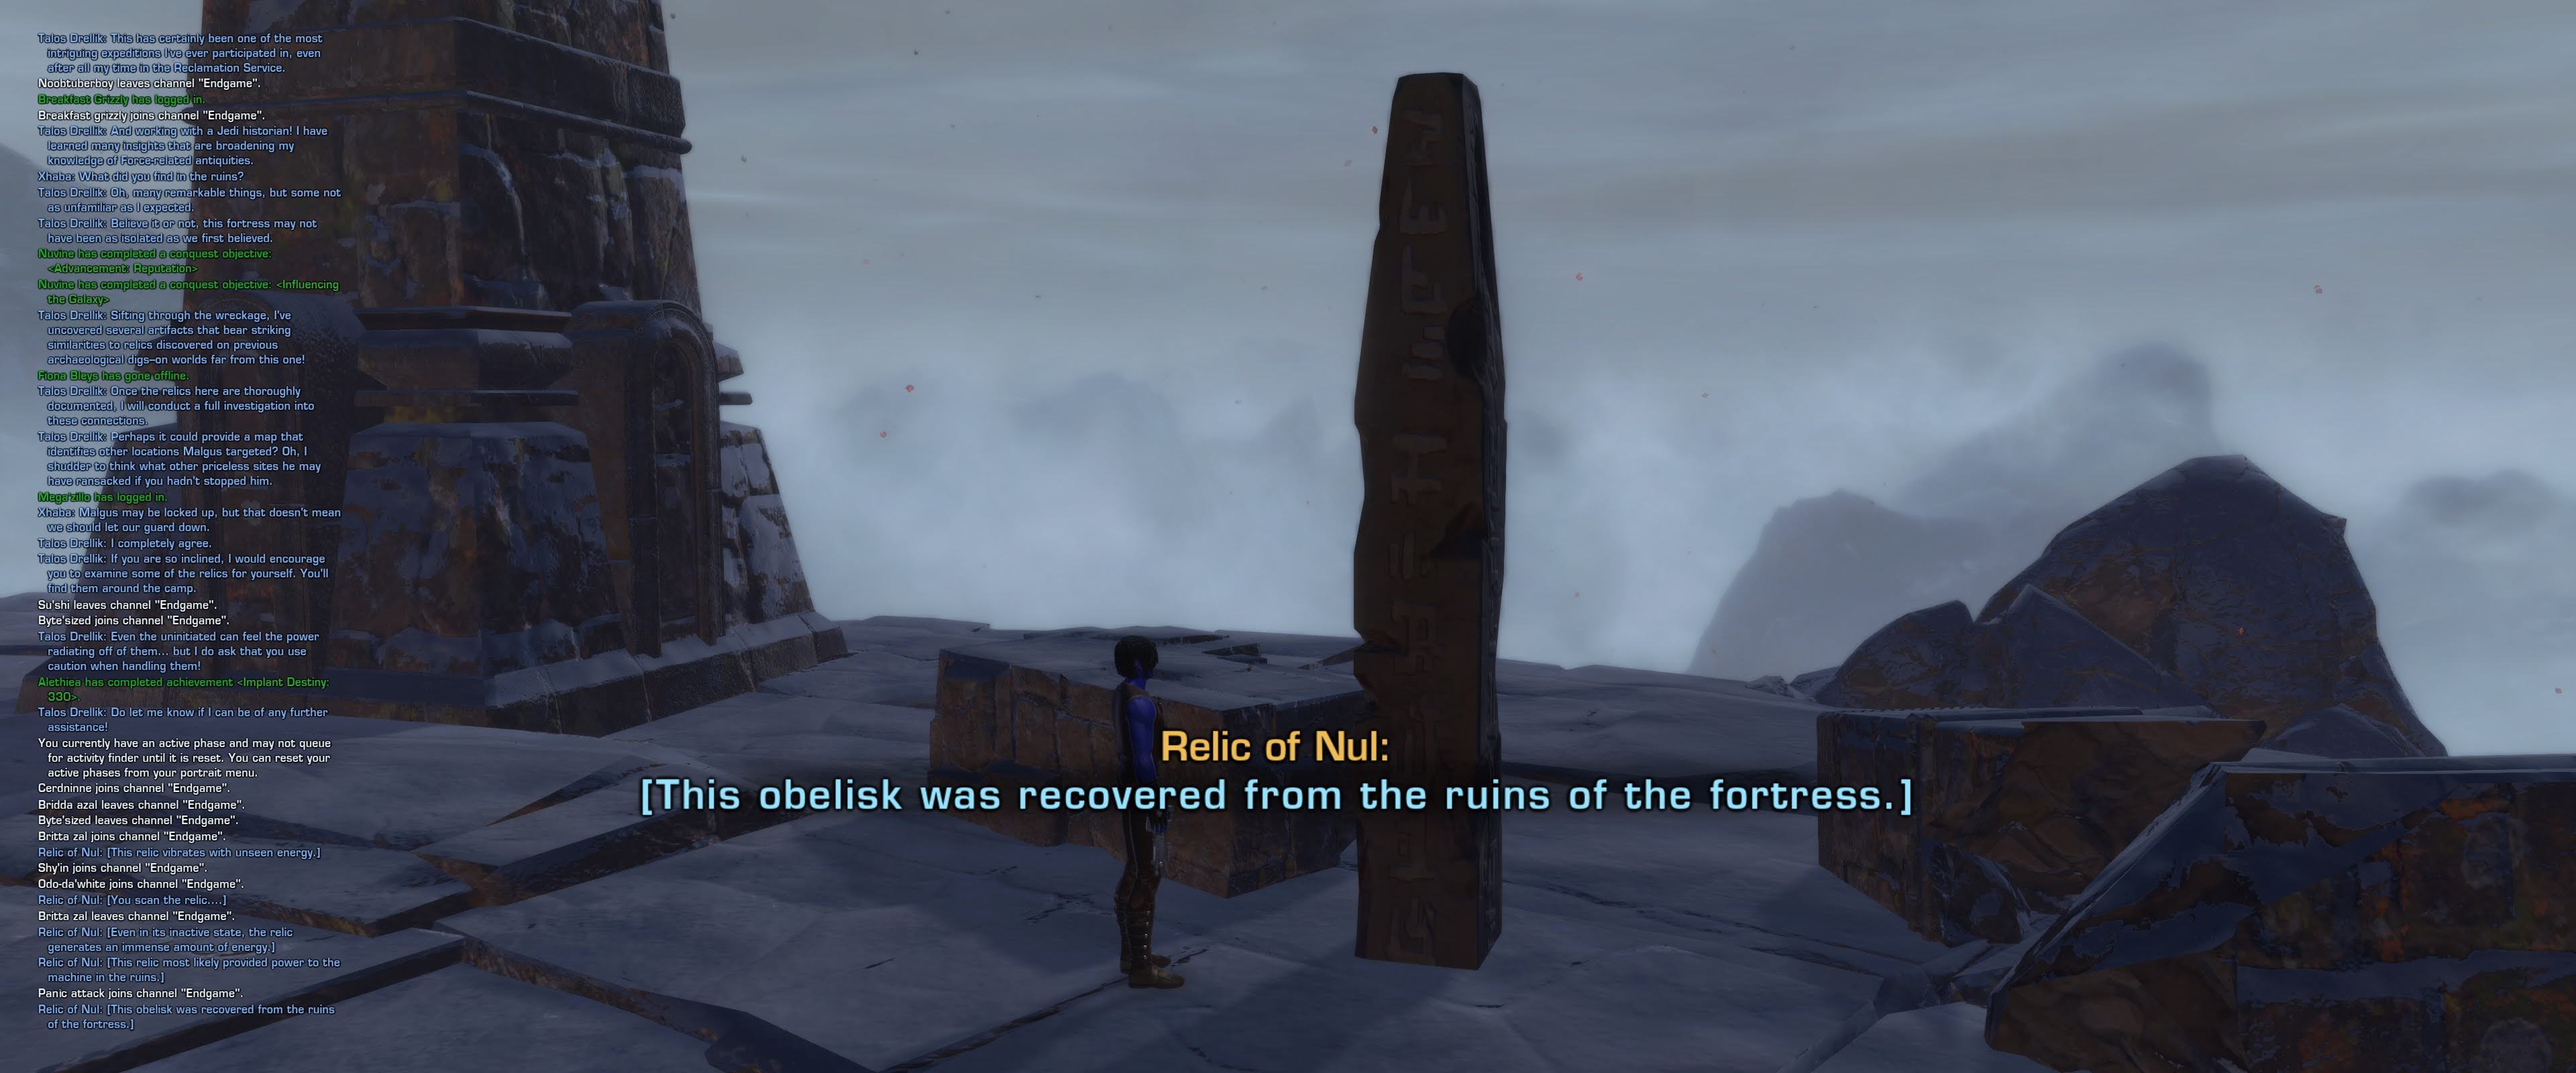 Talos Drellik: This has certainly been one of the most
intriguing expeditions I've ever participated in, even
after all my time in the Reclamation Service.
Noobtuberboy leaves channel "Endgame".
Breakfast Grizzly has logged in.
Breakfast grizzly joins channel "Endgame".
Talos Drellik: And working with a Jedi historian! I have
learned many insights that are broadening my
knowledge of Force-related antiquities.
Xhaba: What did you find in the ruins?
Talos Drellik: Oh, many remarkable things, but some not
as unfamiliar as I expected.
Talos Drellik: Believe it or not, this fortress may not
have been as isolated as we first believed.
Nuvine has completed a conquest objective:
<Advancement: Reputation>
Nuvine has completed a conquest objective: <Influencing
the Galaxy>
Talos Drellik: Sifting through the wreckage, I've
uncovered several artifacts that bear striking
similarities to relics discovered on previous
archaeological digs—on worlds far from this one!
Fiona Bleys has gone offline.
Talos Drellik: Once the relics here are thoroughly
documented, I will conduct a full investigation into
these connections.
Talos Drellik: Perhaps it could provide a map that
identifies other locations Malgus targeted? Oh, I
shudder to think what other priceless sites he may
have ransacked if you hadn't stopped him.
Mega'zillo has logged in.
Xhaba: Malgus may be locked up, but that doesn't mean
we should let our guard down.
Talos Drellik: I completely agree.
Talos Drellik: If you are so inclined, I would encourage
you to examine some of the relics for yourself. You'll
find them around the camp.
Su'shi leaves channel "Endgame".
Byte'sized joins channel "Endgame".
Talos Drellik: Even the uninitiated can feel the power
radiating off of them... but I do ask that you use
caution when handling them!
Alethiea has completed achievement <Implant Destiny:
330>.
Talos Drellik: Do let me know if I can be of any further
assistance!
You currently have an active phase and may not queue
for activity finder until it is reset. You can reset your
active phases from your portrait menu.
Cerdninne joins channel "Endgame".
Bridda azal leaves channel "Endgame".
Byte'sized leaves channel "Endgame".
Britta zal joins channel "Endgame".
Relic of Nul: [This relic vibrates with unseen energy.]
Shy'in joins channel "Endgame".
Odo-da'white joins channel "Endgame".
Relic of Nul: [You scan the relic....]
Britta zal leaves channel "Endgame".
Relic of Nul: [Even in its inactive state, the relic
generates an immense amount of energy.]
Relic of Nul: [This relic most likely provided power to the
machine in the ruins.]
Panic attack joins channel "Endgame".
Relic of Nul: [This obelisk was recovered from the ruins
of the fortress.]
Relic of Nul:
[This obelisk was recovered from the ruins of the fortress.]